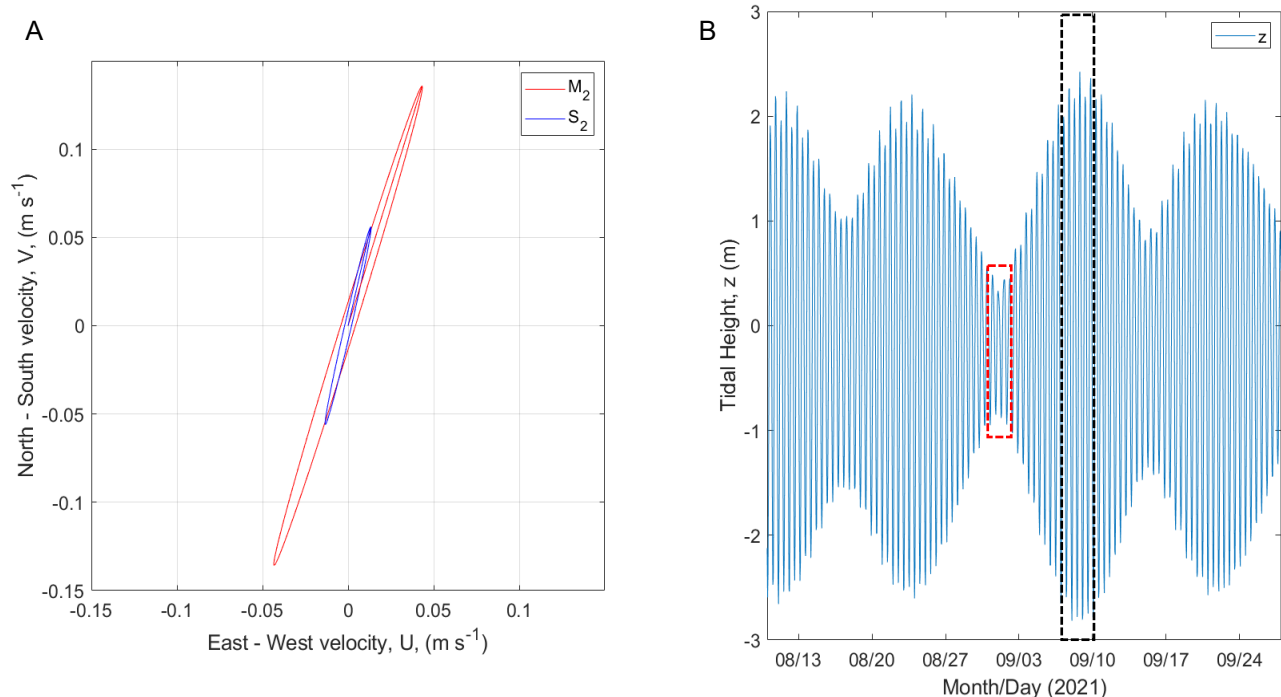 A
M2
S2
0.1
0.05
0
-0.05
-0.1
-0.15
-0.15
-0.1
-0.05
0
0.05
0.1
North - South velocity, V, (m s-1)
East - West velocity, U, (m s-1)
B
z
3
2
1
0
-1
-2
-3
08/13
08/20
08/27
09/03
09/10
09/17
09/24
Tidal Height, z (m)
Month/Day (2021)